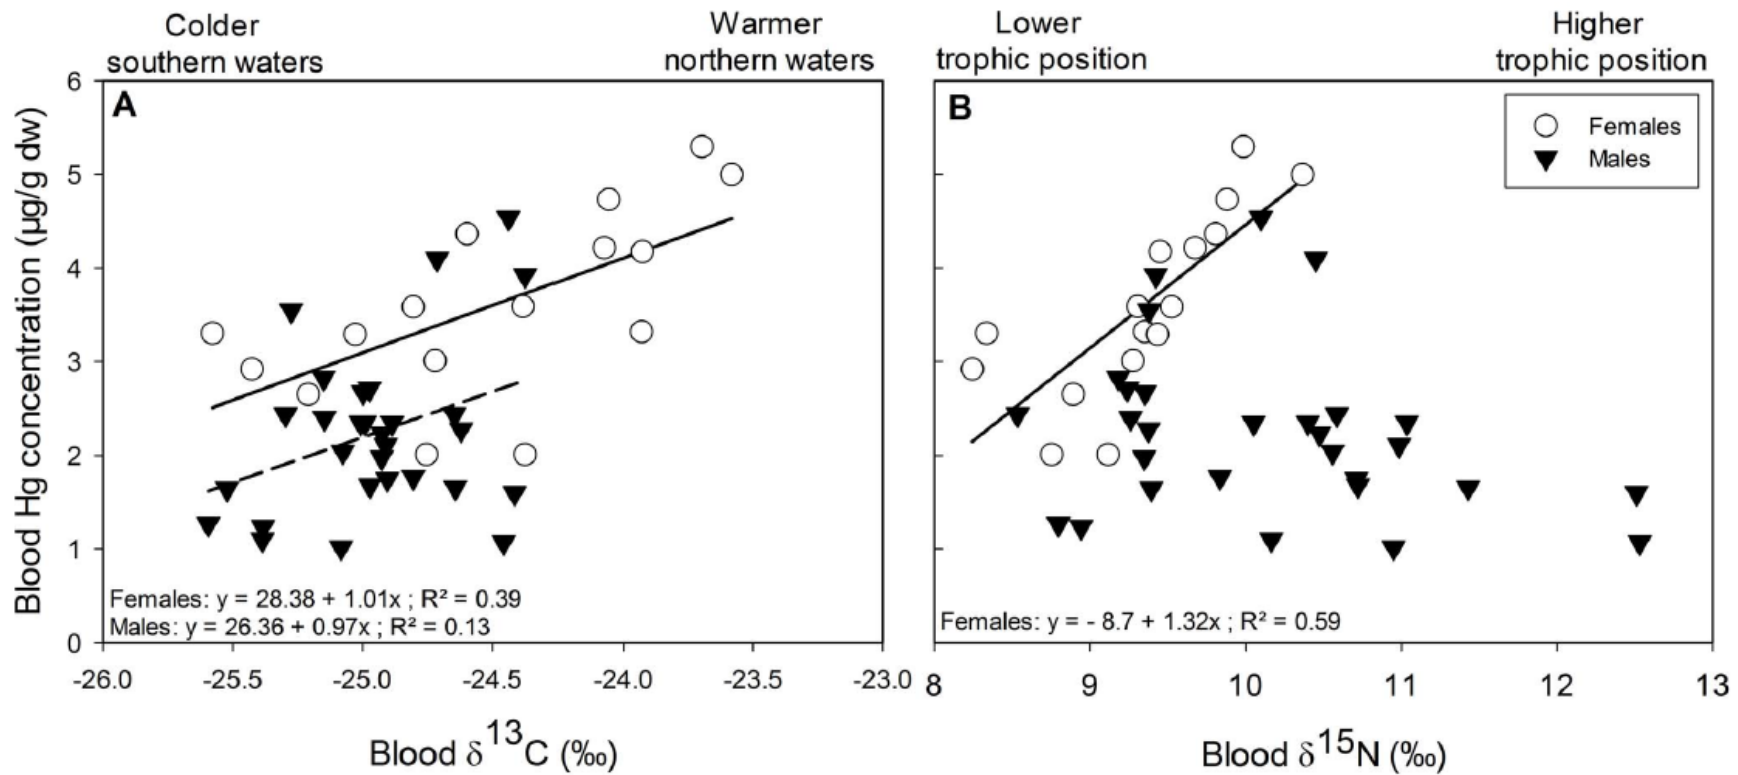 Colder
southern waters
Warmer
northern waters
A
6
5
4
3
2
1
0
Blood Hg concentration (µg/g dw)
Females: y = 28.38 + 1.01x ; R² = 0.39
Males: y = 26.36 + 0.97x ; R² = 0.13
-26.0 -25.5 -25.0 -24.5 -24.0 -23.5 -23.0
Blood δ¹³C (‰)
Lower
trophic position
Higher
trophic position
B
Females
Males
Females: y = - 8.7 + 1.32x ; R² = 0.59
8 9 10 11 12 13
Blood δ¹⁵N (‰)